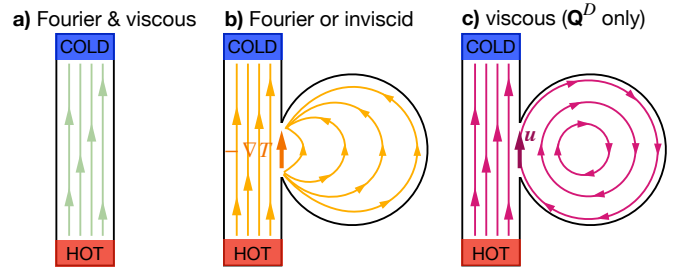 a) Fourier & viscous
b) Fourier or inviscid
c) viscous (Q^D only)
COLD
COLD
COLD
−∇T
u
HOT
HOT
HOT